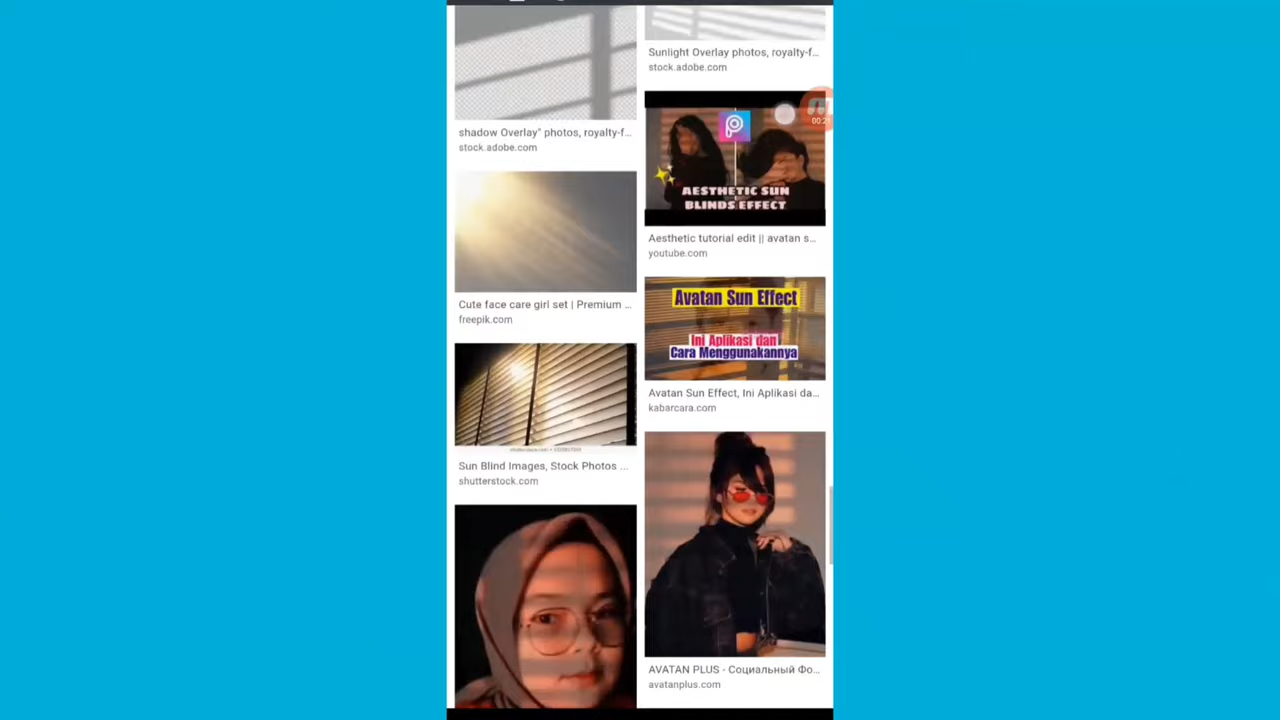 shadow Overlay" photos, royalty-f...
stock.adobe.com
Cute face care girl set | Premium ...
freepik.com
Sun Blind Images, Stock Photos ...
shutterstock.com
Sunlight Overlay photos, royalty-f...
stock.adobe.com
00:21
AESTHETIC SUN
BLINDS EFFECT
Aesthetic tutorial edit || avatan s...
youtube.com
Avatan Sun Effect
Ini Aplikasi dan
Cara Menggunakannya
Avatan Sun Effect, Ini Aplikasi da...
kabarcara.com
AVATAN PLUS - Социальный Фо...
avatanplus.com